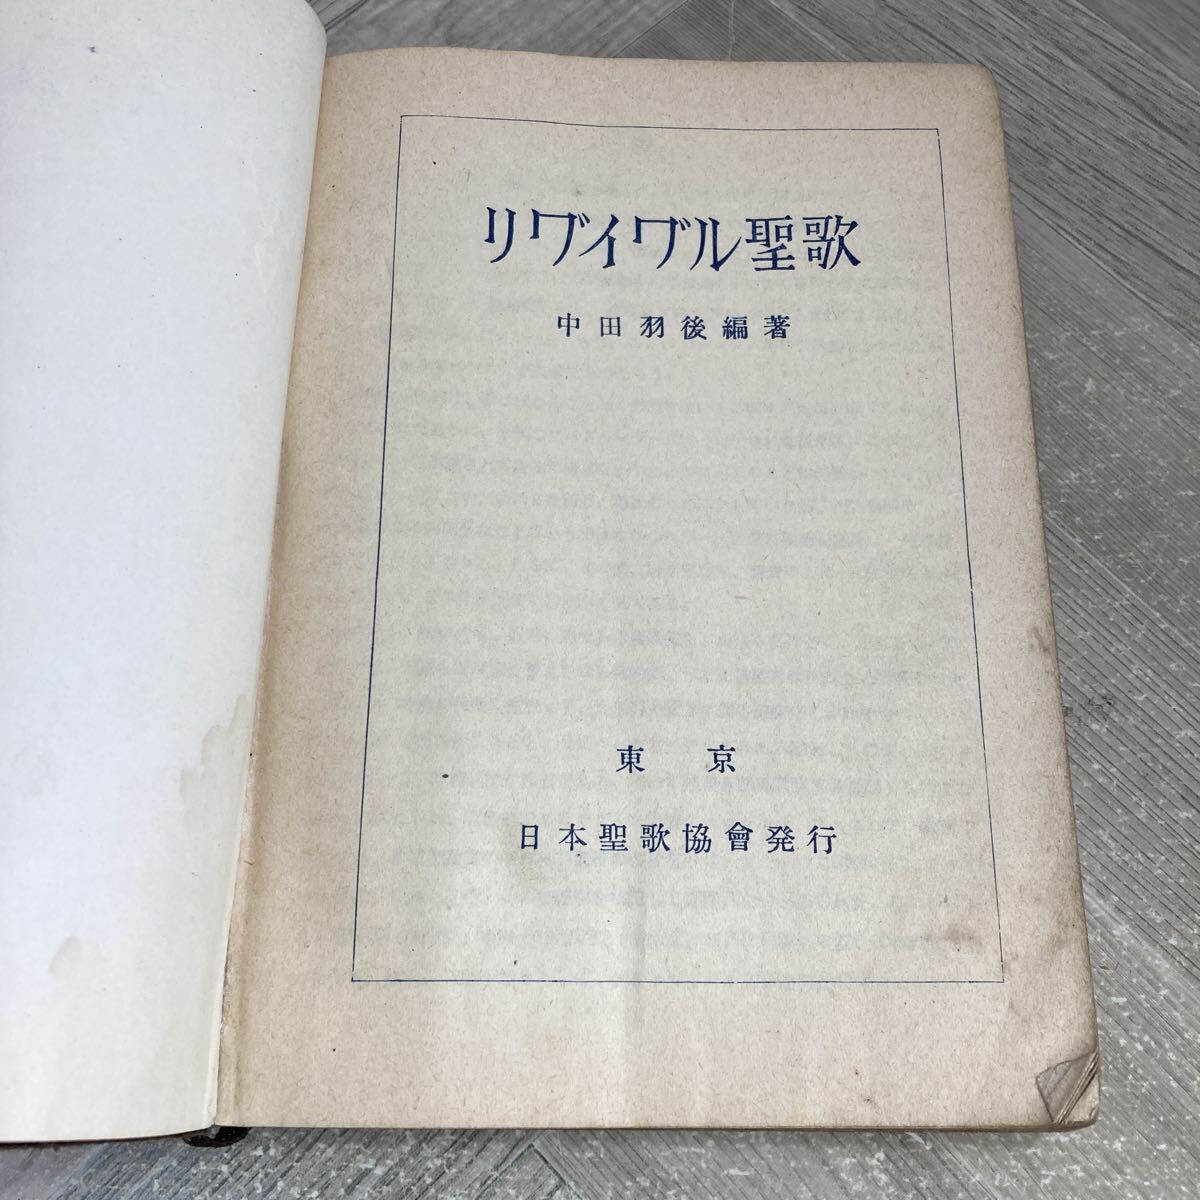 リヴイヴル聖歌
中田羽後編著
東京
日本聖歌協會発行